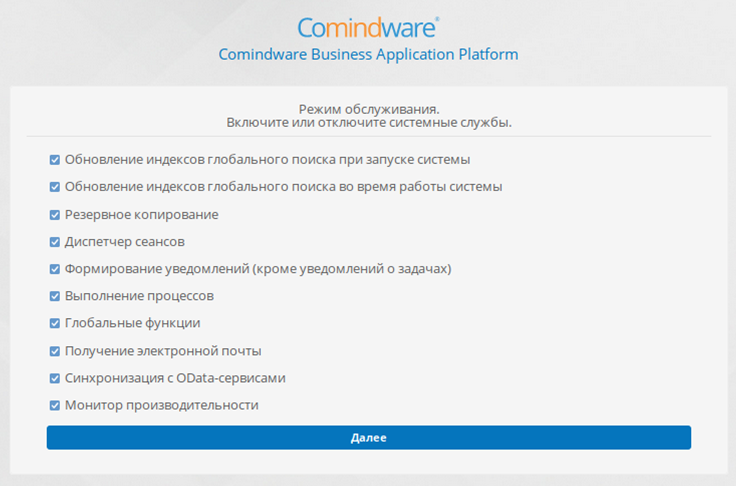 Comindware®
Comindware Business Application Platform
Режим обслуживания.
Включите или отключите системные службы.
Обновление индексов глобального поиска при запуске системы
Обновление индексов глобального поиска во время работы системы
Резервное копирование
Диспетчер сеансов
Формирование уведомлений (кроме уведомлений о задачах)
Выполнение процессов
Глобальные функции
Получение электронной почты
Синхронизация с OData-сервисами
Монитор производительности
Далее